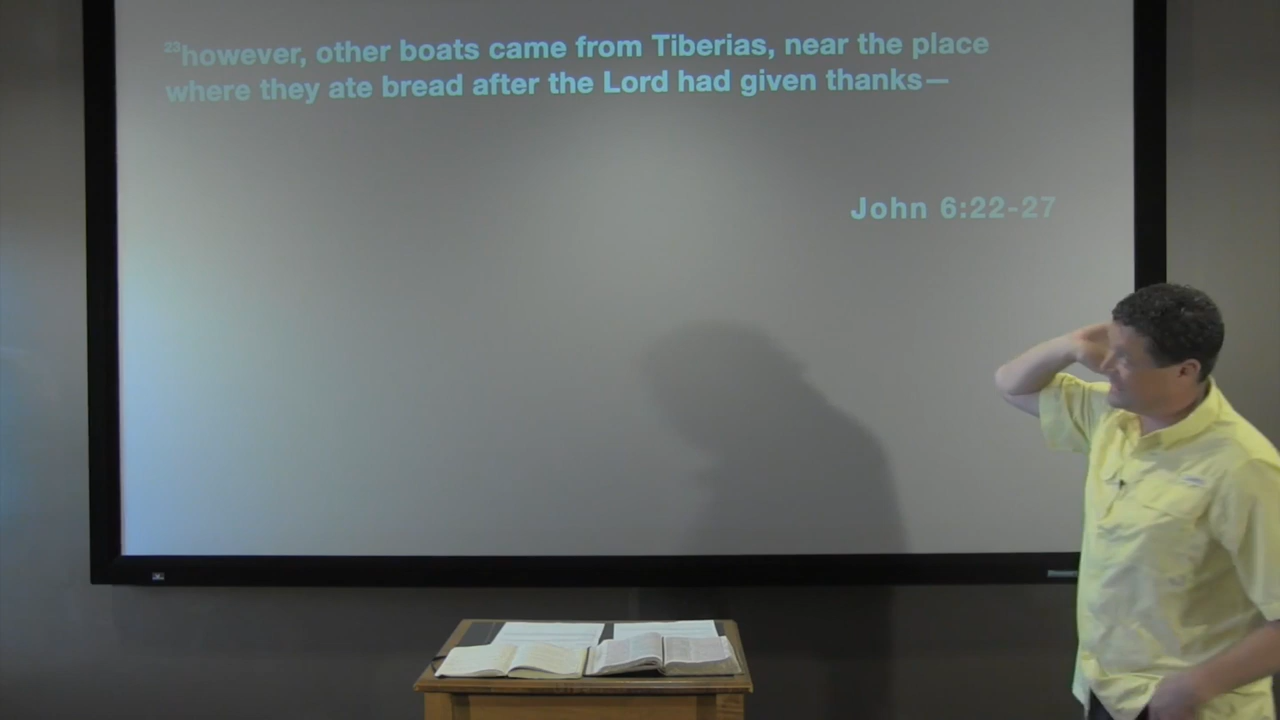 ²³however, other boats came from Tiberias, near the place
where they ate bread after the Lord had given thanks—
John 6:22-27